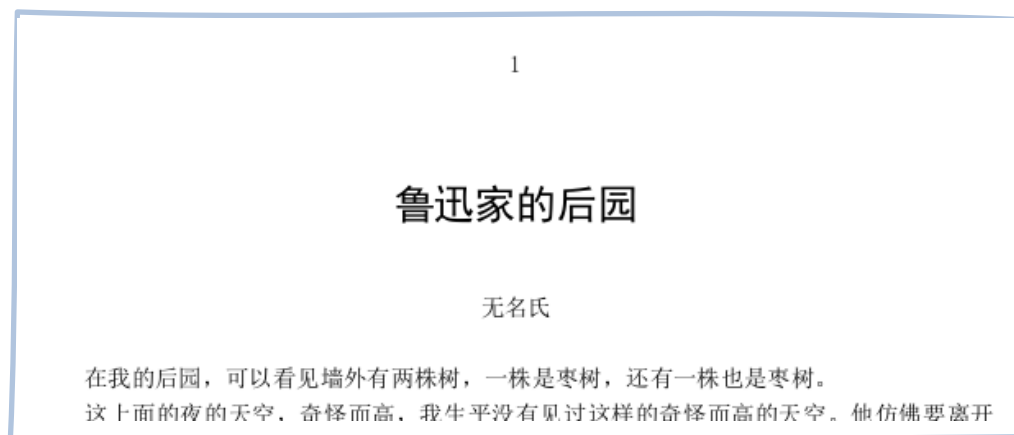 1
鲁迅家的后园
无名氏
在我的后园，可以看见墙外有两株树，一株是枣树，还有一株也是枣树。
这上面的夜的天空，奇怪而高，我生平没有见过这样的奇怪而高的天空。他仿佛要离开